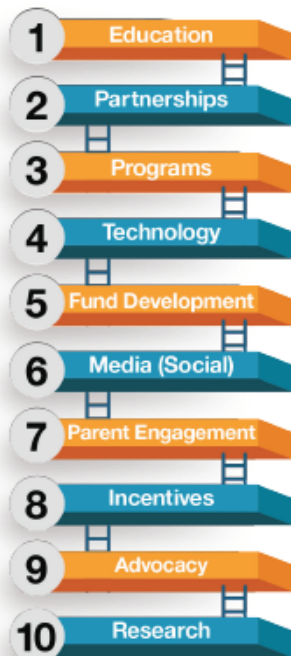 1 Education
2 Partnerships
3 Programs
4 Technology
5 Fund Development
6 Media (Social)
7 Parent Engagement
8 Incentives
9 Advocacy
10 Research